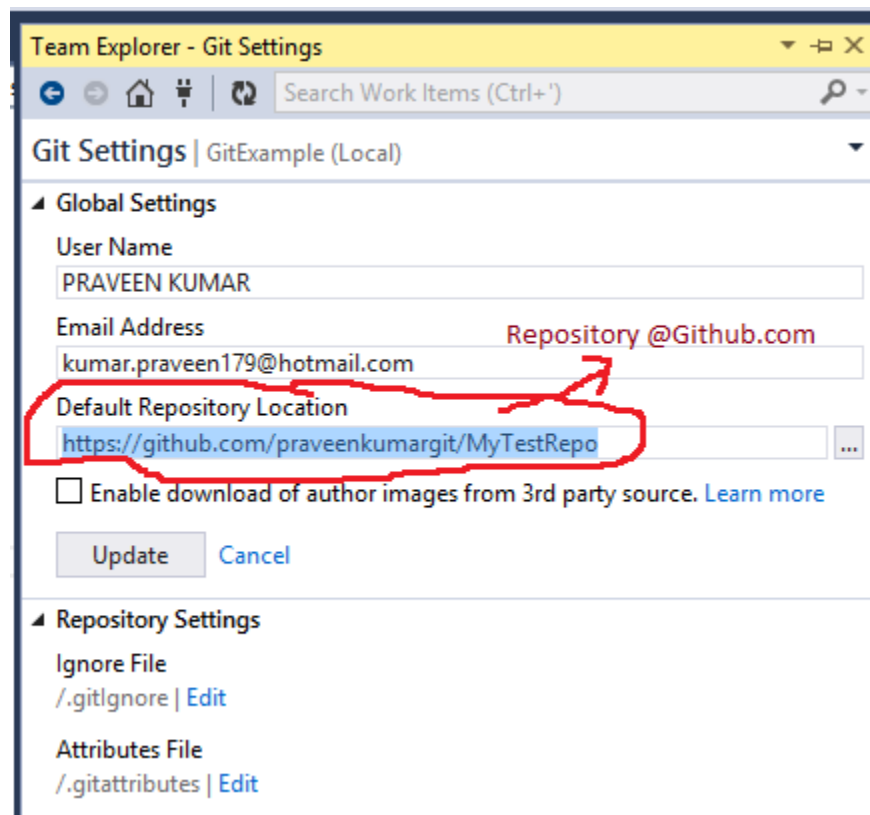 Team Explorer - Git Settings
Search Work Items (Ctrl+')
Git Settings | GitExample (Local)
Global Settings
User Name
PRAVEEN KUMAR
Email Address
Repository @Github.com
kumar.praveen179@hotmail.com
Default Repository Location
https://github.com/praveenkumargit/MyTestRepo
...
Enable download of author images from 3rd party source. Learn more
Update Cancel
Repository Settings
Ignore File
/.gitIgnore | Edit
Attributes File
/.gitattributes | Edit